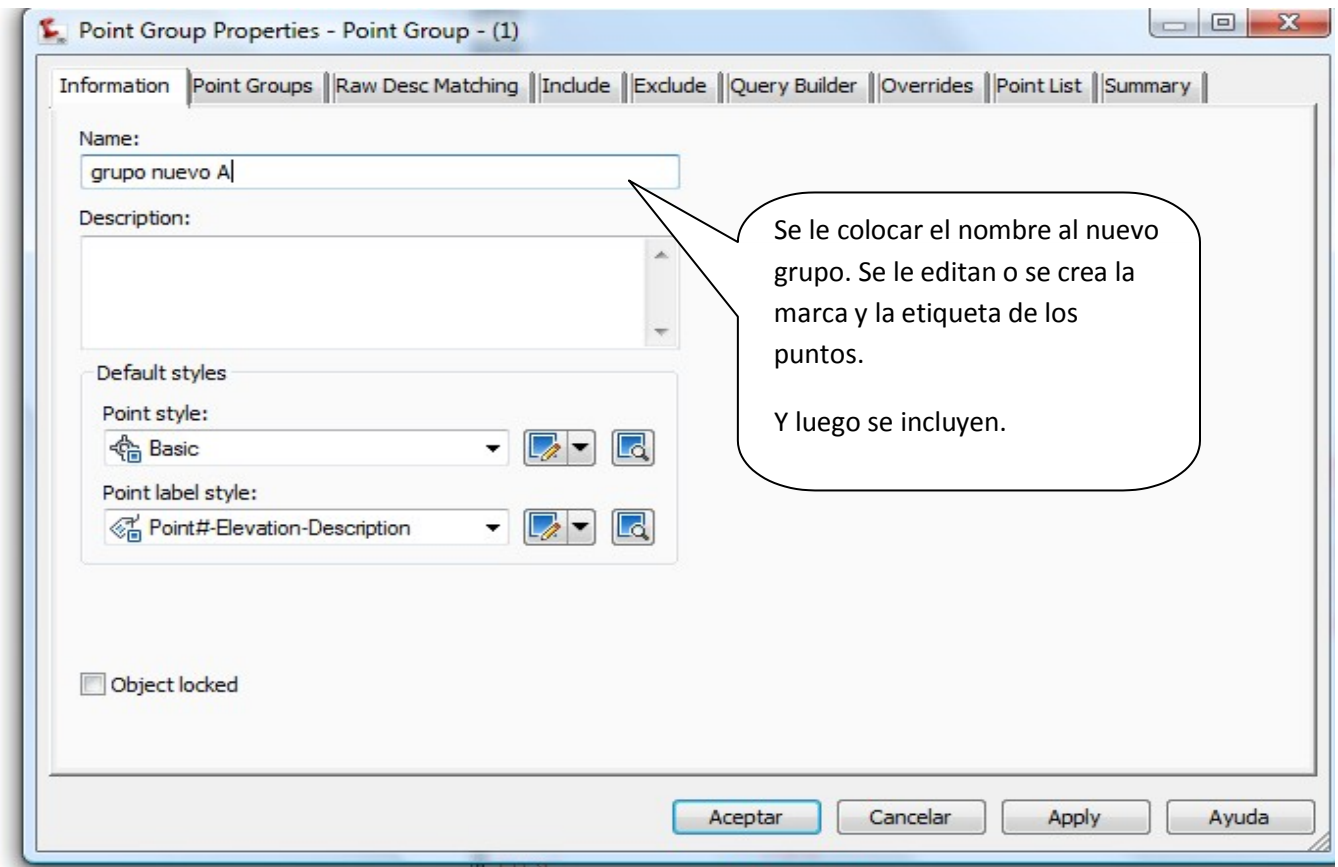 Point Group Properties - Point Group - (1)
Information Point Groups Raw Desc Matching Include Exclude Query Builder Overrides Point List Summary
Name:
grupo nuevo A
Description:
Se le colocar el nombre al nuevo
grupo. Se le editan o se crea la
marca y la etiqueta de los
puntos.
Y luego se incluyen.
Default styles
Point style:
Basic
Point label style:
Point#-Elevation-Description
Object locked
Aceptar Cancelar Apply Ayuda